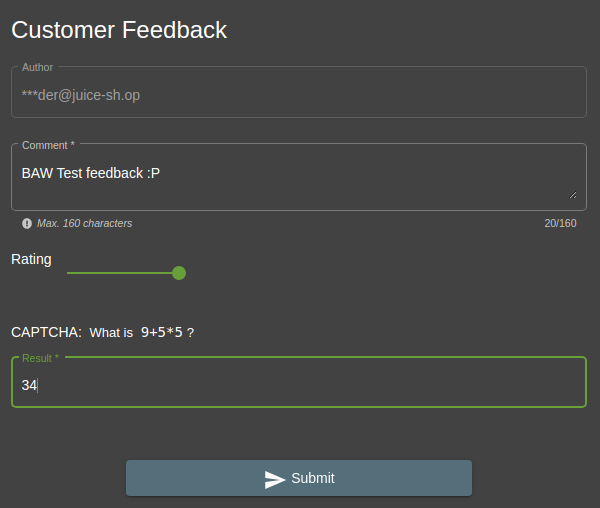 Customer Feedback
Author
***der@juice-sh.op
Comment *
BAW Test feedback :P
Max. 160 characters 20/160
Rating
CAPTCHA: What is 9+5*5 ?
Result *
34
Submit